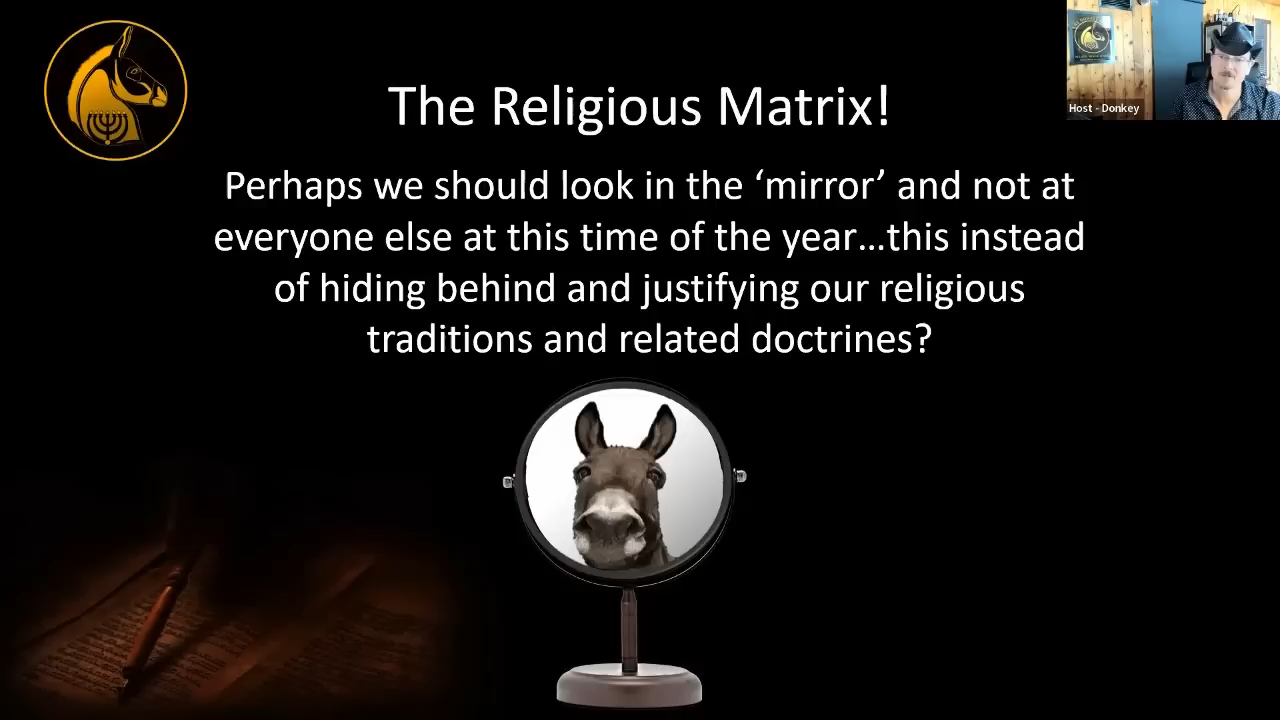 The Religious Matrix!
Perhaps we should look in the ‘mirror’ and not at
everyone else at this time of the year...this instead
of hiding behind and justifying our religious
traditions and related doctrines?
Host - Donkey